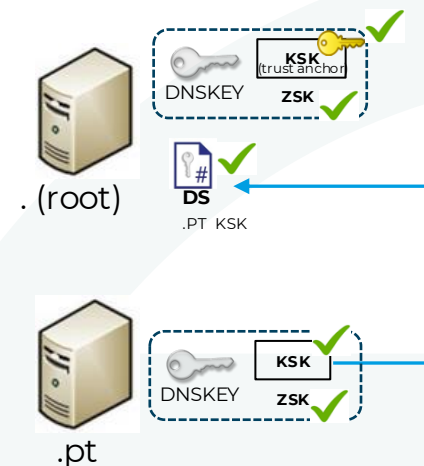 KSK
(trust anchor)
DNSKEY
ZSK
#
. (root)
DS
.PT KSK
KSK
DNSKEY
ZSK
.pt